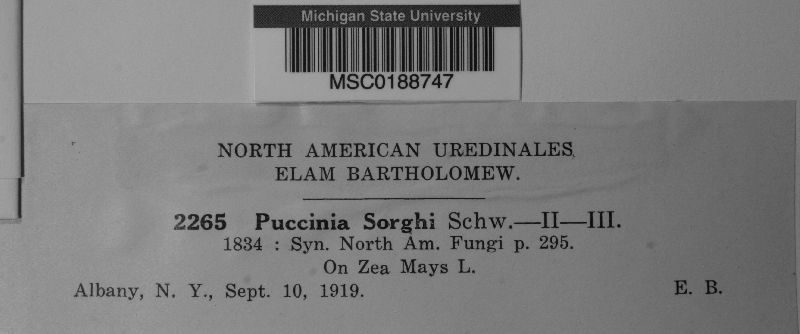 Michigan State University
MSC0188747
NORTH AMERICAN UREDINALES
ELAM BARTHOLOMEW.
2265 Puccinia Sorghi Schw.—II—III.
1834 : Syn. North Am. Fungi p. 295.
On Zea Mays L.
Albany, N. Y., Sept. 10, 1919. E. B.